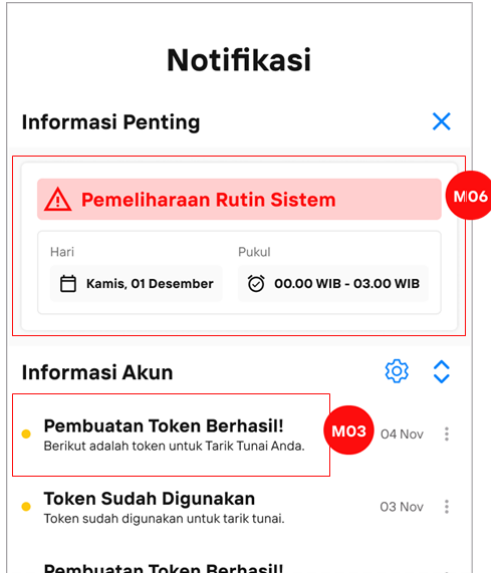 Notifikasi
Informasi Penting
Pemeliharaan Rutin Sistem
M06
Hari
Pukul
Kamis, 01 Desember
00.00 WIB - 03.00 WIB
Informasi Akun
Pembuatan Token Berhasil!
Berikut adalah token untuk Tarik Tunai Anda.
M03
04 Nov
Token Sudah Digunakan
Token sudah digunakan untuk tarik tunai.
03 Nov
Pembuatan Token Berhasil!